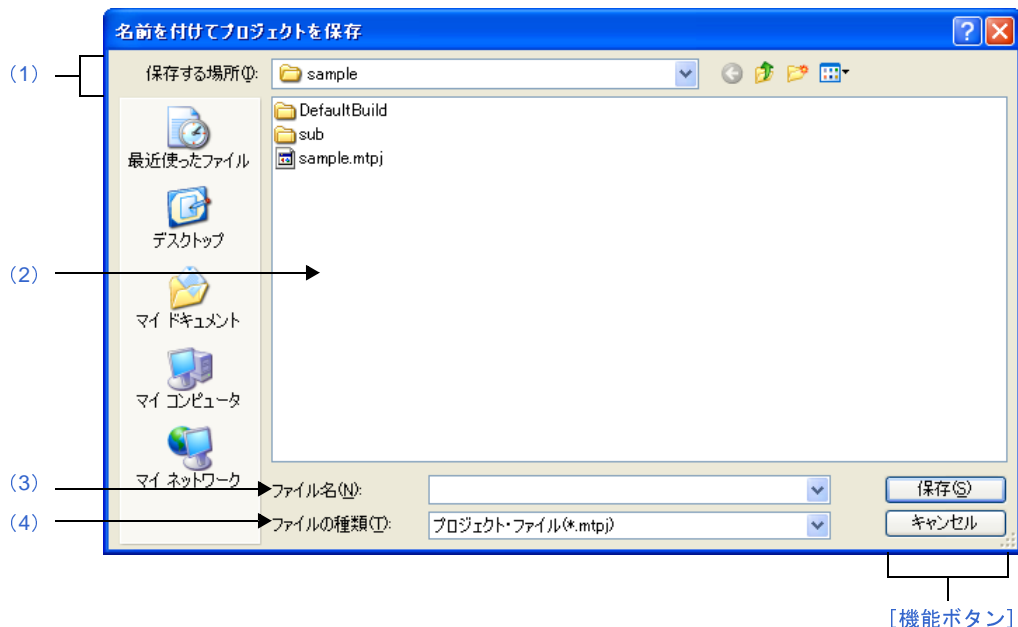 名前を付けてプロジェクトを保存
(1)
保存する場所(I):
sample
DefaultBuild
sub
sample.mtpj
最近使ったファイル
デスクトップ
(2)
マイ ドキュメント
マイ コンピュータ
マイ ネットワーク
(3)
ファイル名(N):
保存(S)
(4)
ファイルの種類(T):
プロジェクト・ファイル(*.mtpj)
キャンセル
[機能ボタン]